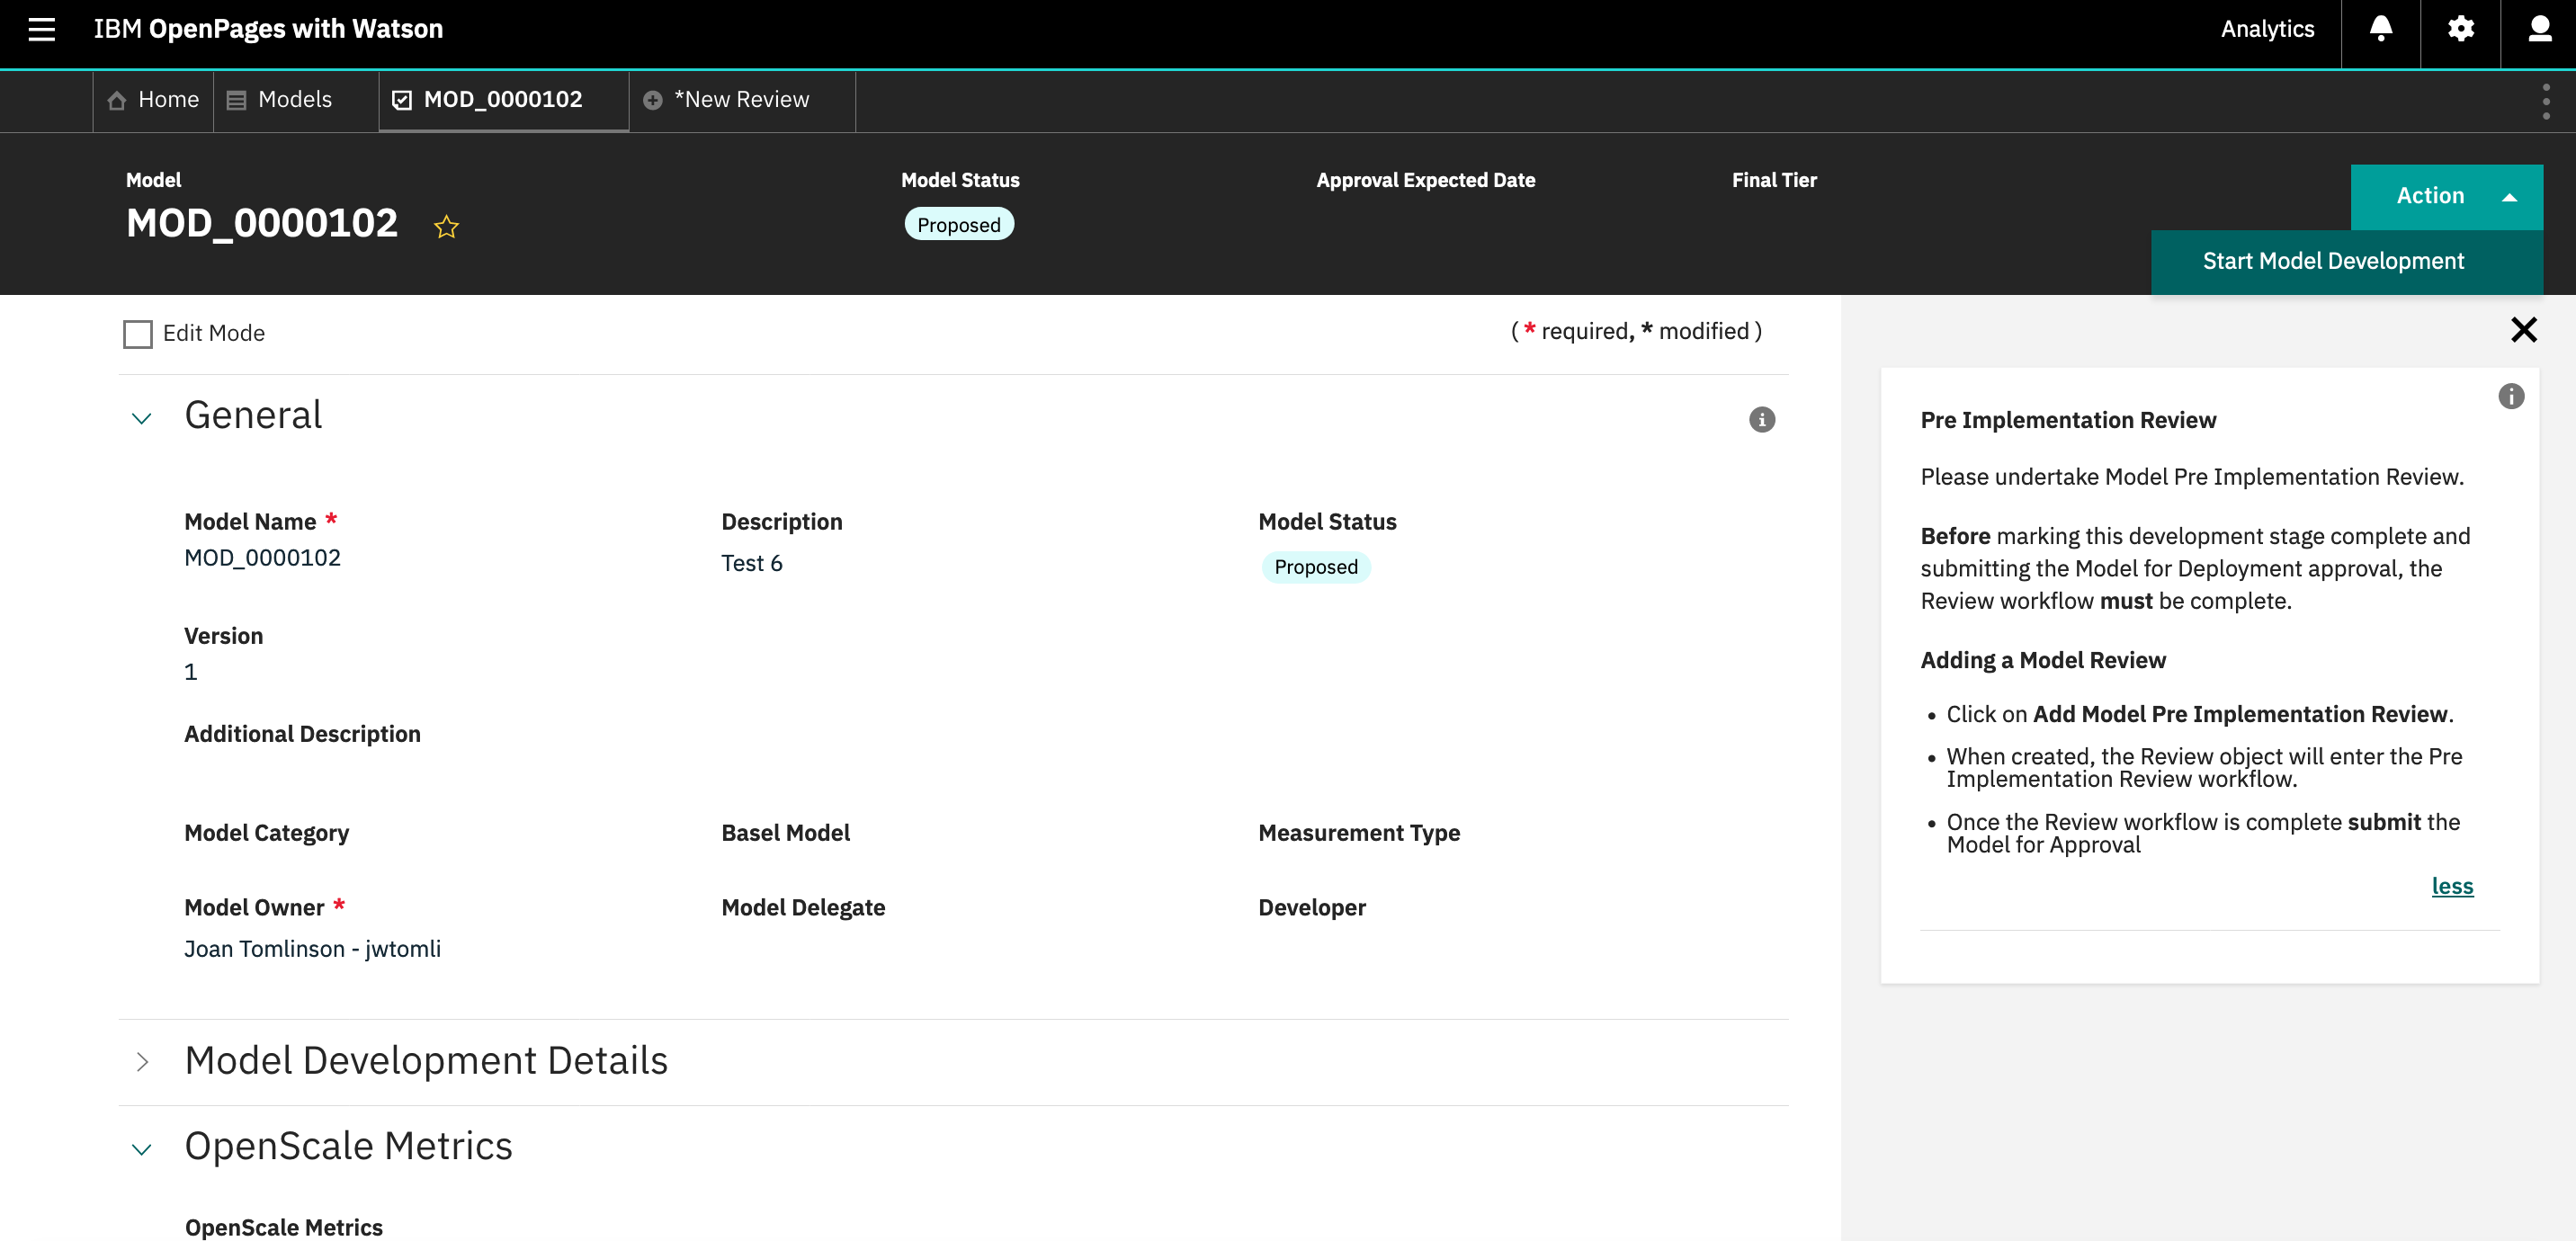 IBM OpenPages with Watson
Analytics
Home
Models
MOD_0000102
*New Review
Model
Model Status
Approval Expected Date
Final Tier
Action
MOD_0000102
Proposed
Start Model Development
Edit Mode
( * required, * modified )
General
Model Name *
Description
Model Status
MOD_0000102
Test 6
Proposed
Version
1
Additional Description
Model Category
Basel Model
Measurement Type
Model Owner *
Model Delegate
Developer
Joan Tomlinson - jwtomli
Model Development Details
OpenScale Metrics
OpenScale Metrics
Pre Implementation Review
Please undertake Model Pre Implementation Review.
Before marking this development stage complete and
submitting the Model for Deployment approval, the
Review workflow must be complete.
Adding a Model Review
• Click on Add Model Pre Implementation Review.
• When created, the Review object will enter the Pre
Implementation Review workflow.
• Once the Review workflow is complete submit the
Model for Approval
less